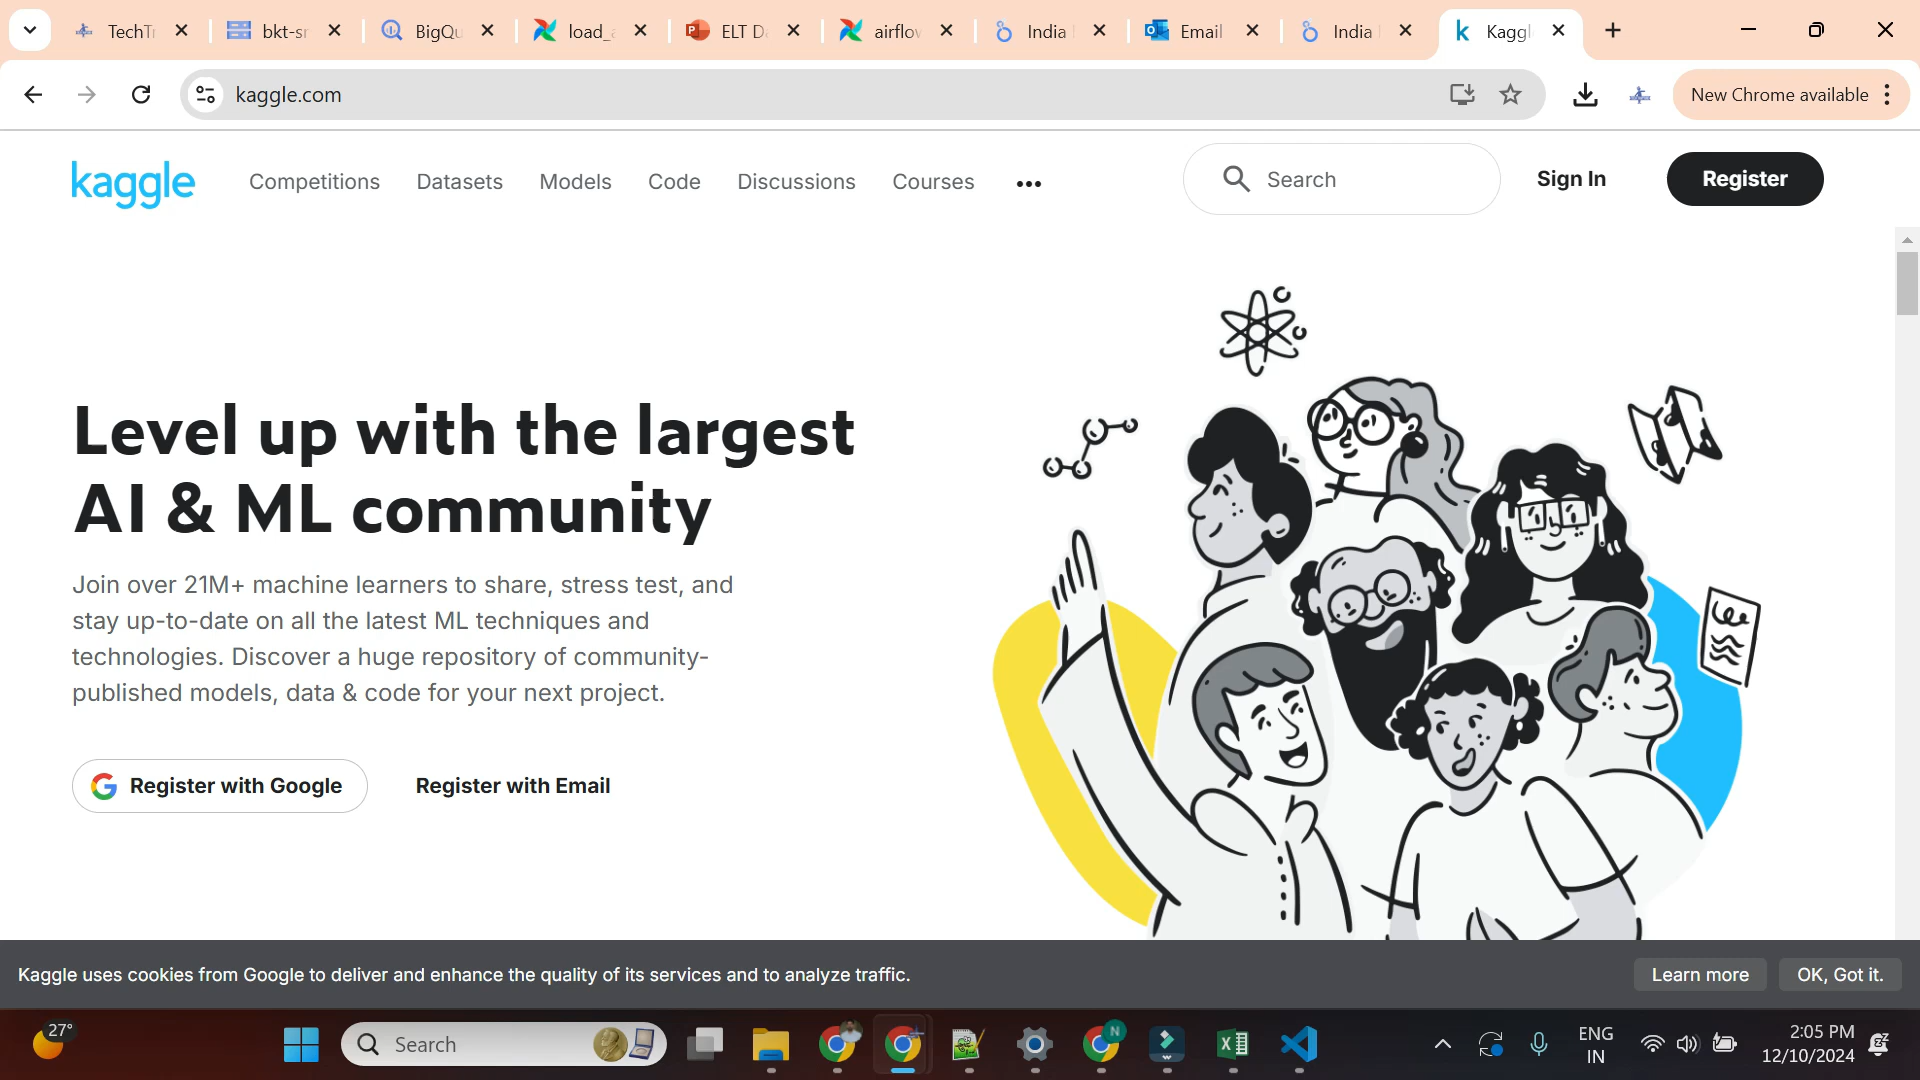 TechTr
bkt-sr
BigQu
load_a
ELT D
airflow
India
Email
India
Kaggl
kaggle.com
New Chrome available
kaggle
Competitions
Datasets
Models
Code
Discussions
Courses
Search
Sign In
Register
Level up with the largest
AI & ML community
Join over 21M+ machine learners to share, stress test, and
stay up-to-date on all the latest ML techniques and
technologies. Discover a huge repository of community-
published models, data & code for your next project.
Register with Google
Register with Email
Kaggle uses cookies from Google to deliver and enhance the quality of its services and to analyze traffic.
Learn more
OK, Got it.
27°
Search
N
ENG
IN
2:05 PM
12/10/2024